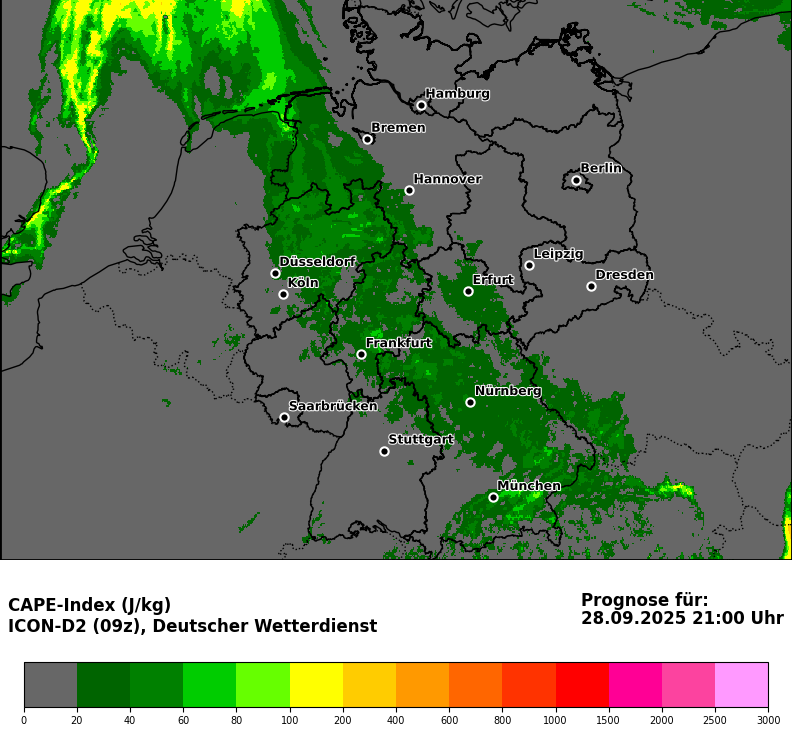 Hamburg
Bremen
Berlin
Hannover
Leipzig
Düsseldorf
Dresden
Köln
Erfurt
Frankfurt
Nürnberg
Saarbrücken
Stuttgart
München
CAPE-Index (J/kg)
ICON-D2 (09z), Deutscher Wetterdienst
Prognose für:
28.09.2025 21:00 Uhr
0 20 40 60 80 100 200 400 600 800 1000 1500 2000 2500 3000